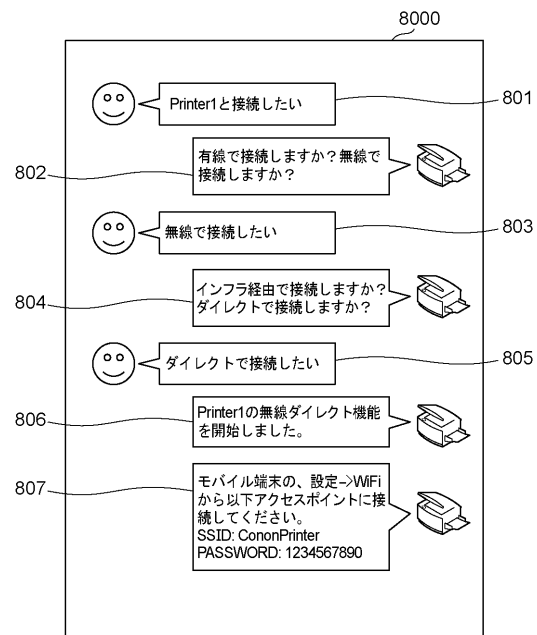 8000
Printer1と接続したい
801
有線で接続しますか？無線で
接続しますか？
802
無線で接続したい
803
インフラ経由で接続しますか？
ダイレクトで接続しますか？
804
ダイレクトで接続したい
805
Printer1の無線ダイレクト機能
を開始しました。
806
モバイル端末の、設定->WiFi
から以下アクセスポイントに接
続してください。
SSID: CononPrinter
PASSWORD: 1234567890
807